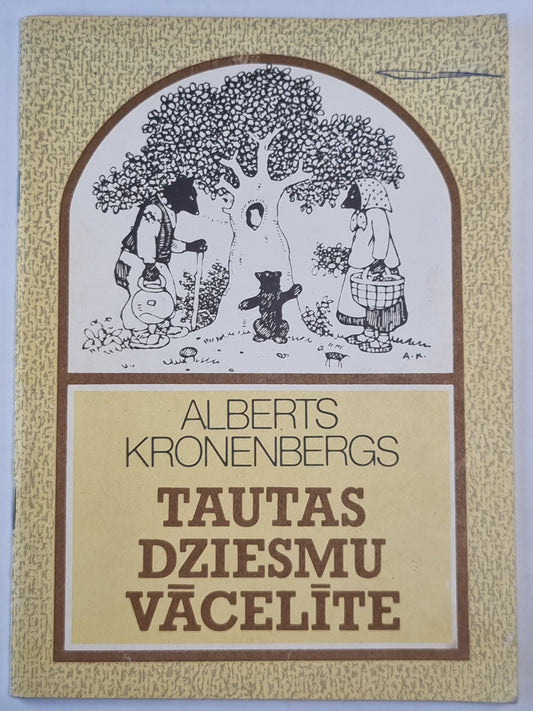 A.K.
ALBERTS
KRONENBERGS
TAUTAS
DZIESMU
VĀCELĪTE